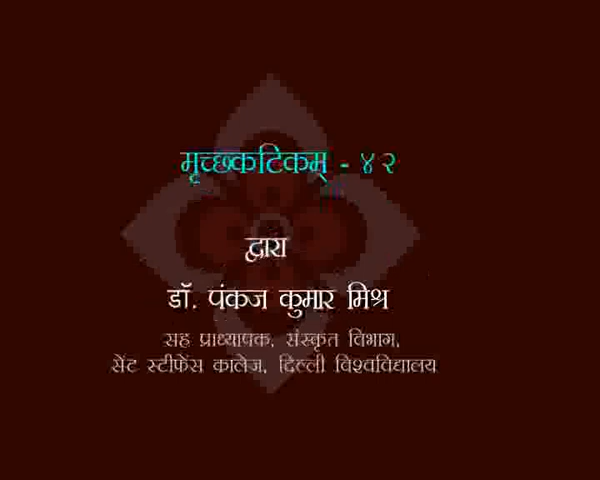 मृच्छकटिकम् - ४२
द्वारा
डॉ. पंकज कुमार मिश्र
सह प्राध्यापक, संस्कृत विभाग,
सेंट स्टीफेंस कालेज, दिल्ली विश्वविद्यालय